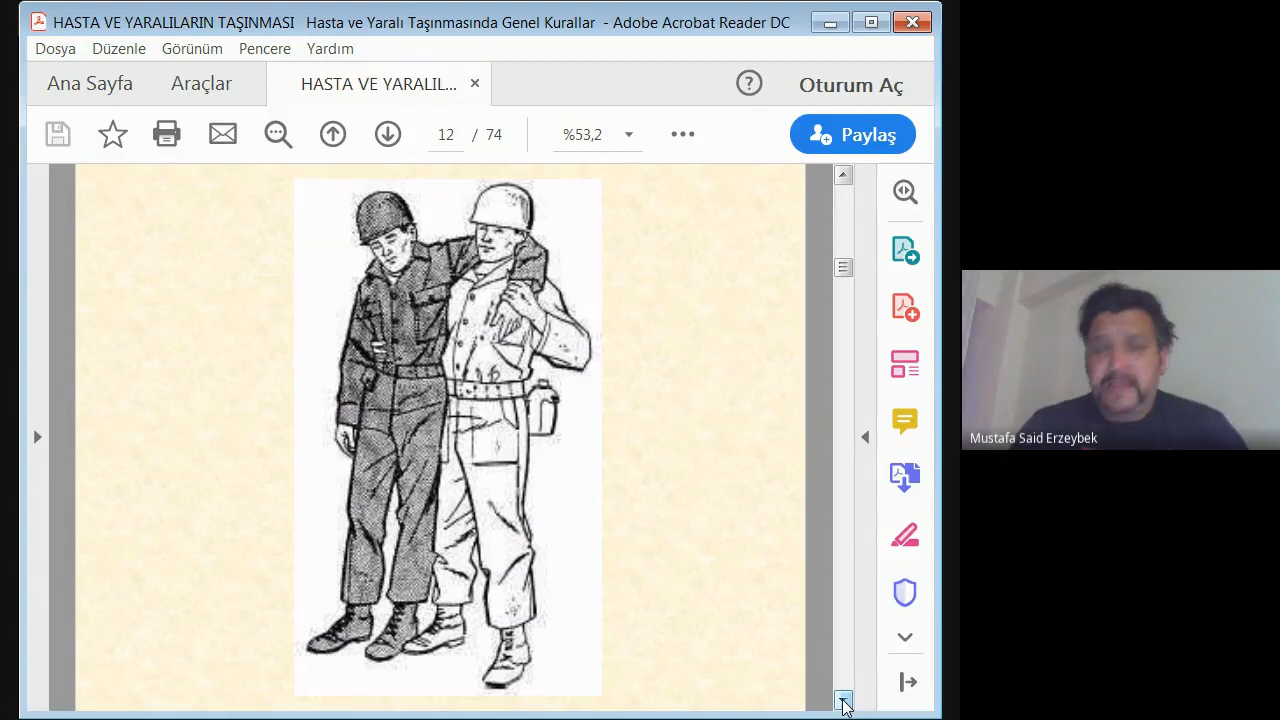 HASTA VE YARALILARIN TAŞINMASI   Hasta ve Yaralı Taşınmasında Genel Kurallar  - Adobe Acrobat Reader DC
Dosya Düzenle Görünüm Pencere Yardım
Ana Sayfa Araçlar HASTA VE YARALIL... × ? Oturum Aç
12 / 74 %53,2 Paylaş
Mustafa Said Erzeybek